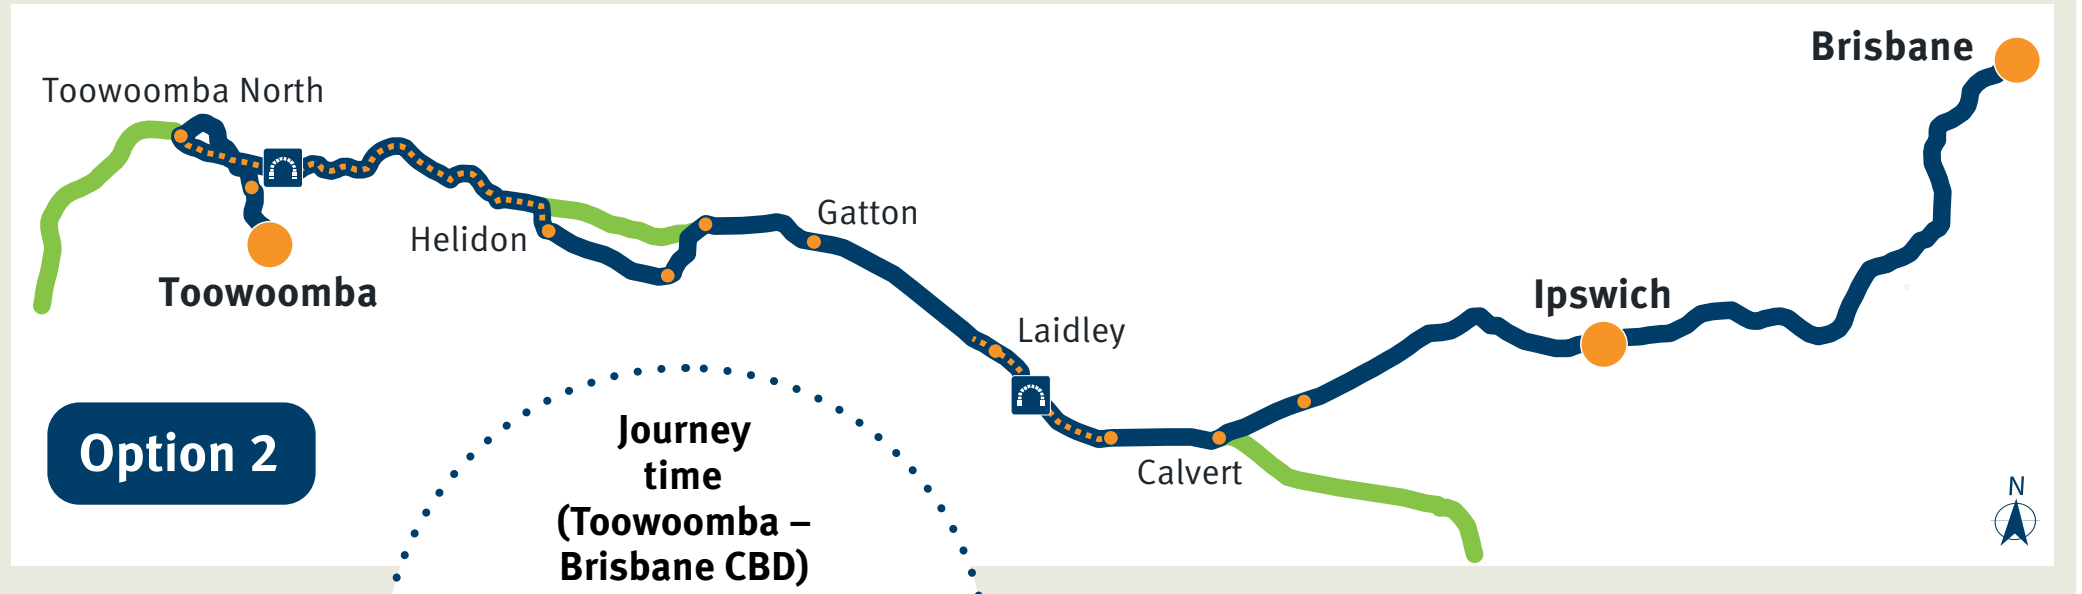 Brisbane
Toowoomba North
Gatton
Helidon
Toowoomba
Ipswich
Laidley
Option 2
Journey
time
(Toowoomba –
Brisbane CBD)
Calvert
N